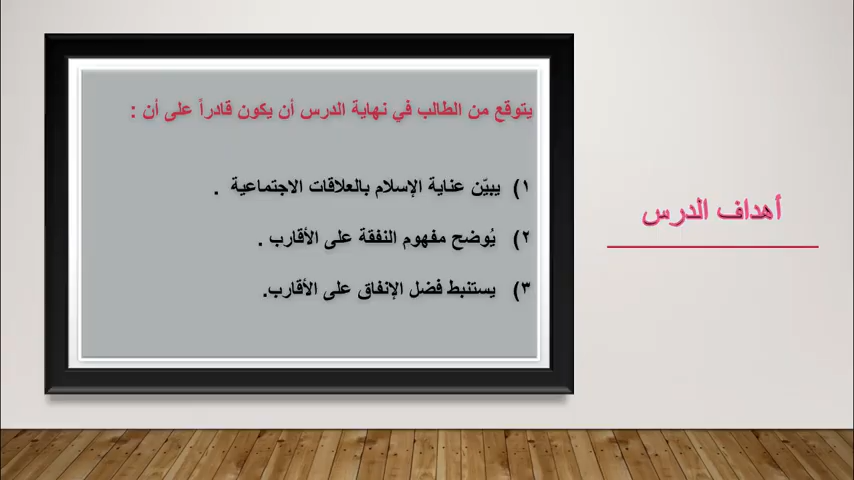 أهداف الدرس
يتوقع من الطالب في نهاية الدرس أن يكون قادراً على أن :
١) يبيّن عناية الإسلام بالعلاقات الاجتماعية .
٢) يُوضح مفهوم النفقة على الأقارب .
٣) يستنبط فضل الإنفاق على الأقارب.